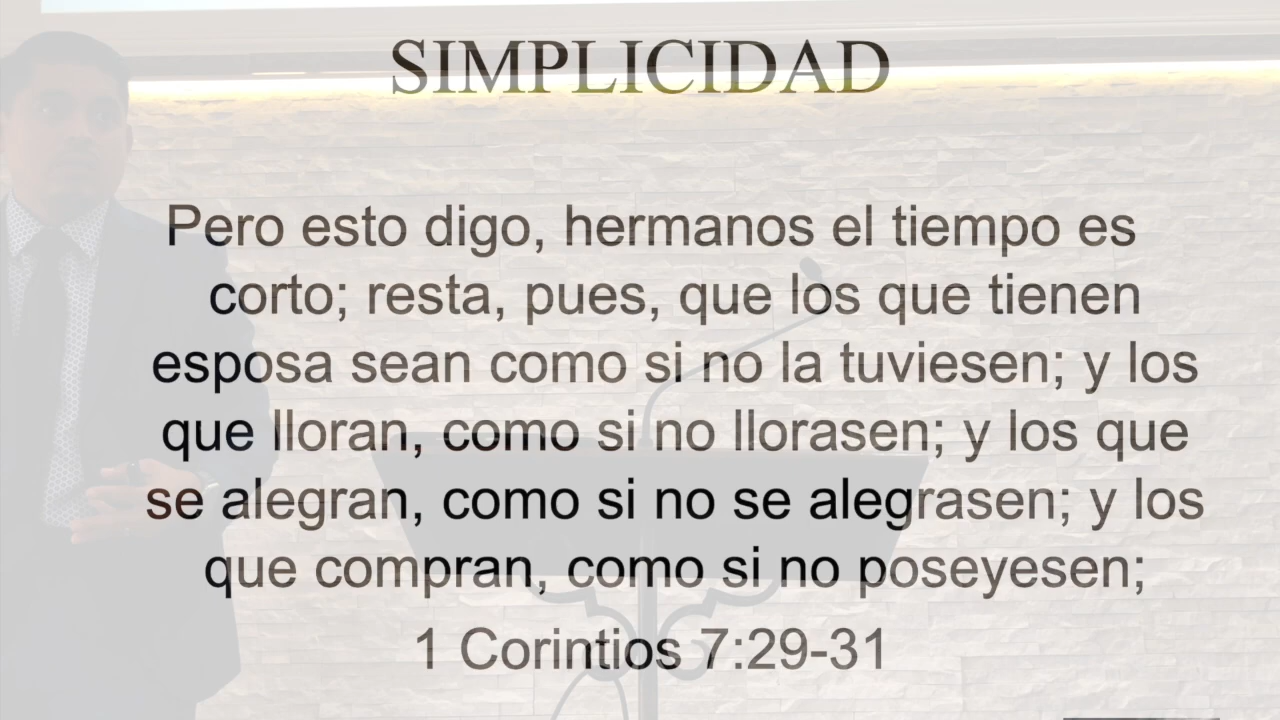 SIMPLICIDAD
Pero esto digo, hermanos el tiempo es
corto; resta, pues, que los que tienen
esposa sean como si no la tuviesen; y los
que lloran, como si no llorasen; y los que
se alegran, como si no se alegrasen; y los
que compran, como si no poseyesen;
1 Corintios 7:29-31